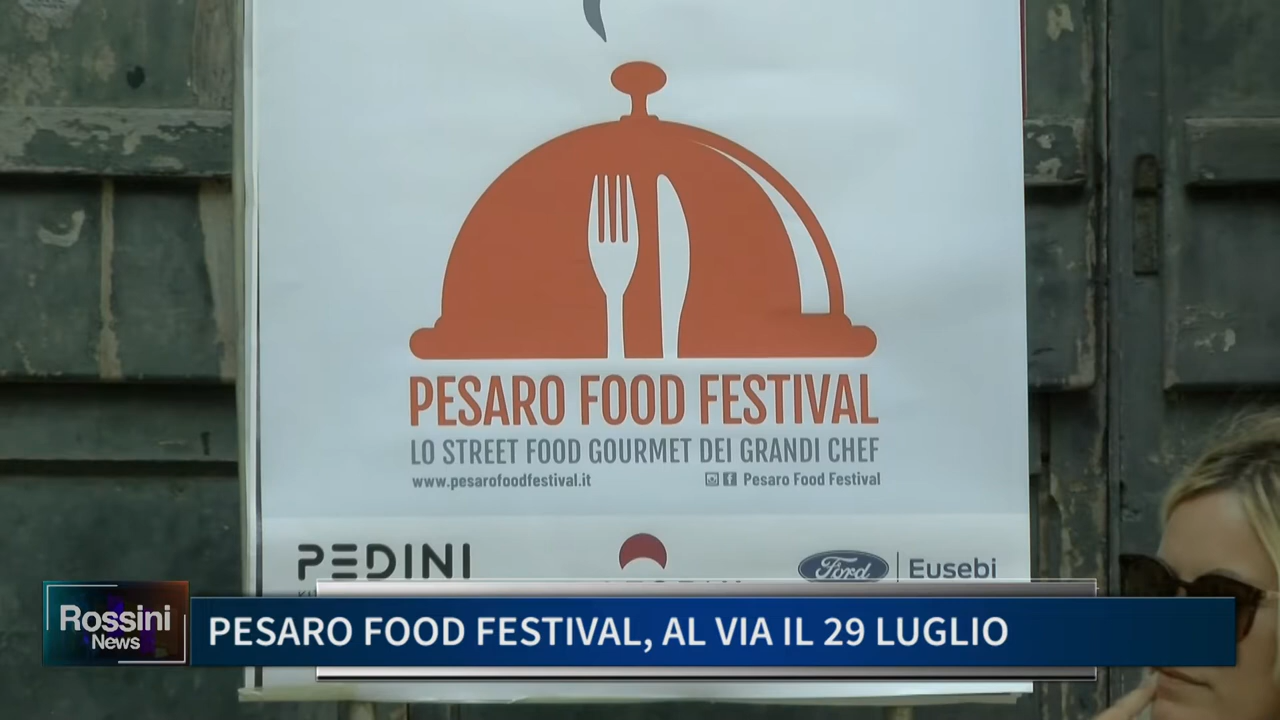 PESARO FOOD FESTIVAL
LO STREET FOOD GOURMET DEI GRANDI CHEF
www.pesarofoodfestival.it
Pesaro Food Festival
PEDINI
Ford
Eusebi
Rossini
News
PESARO FOOD FESTIVAL, AL VIA IL 29 LUGLIO